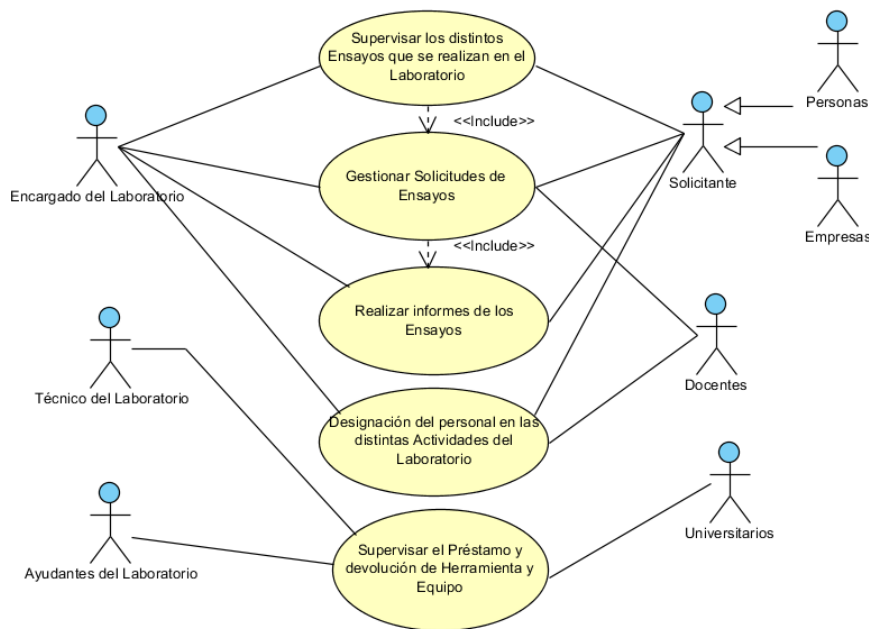 Supervisar los distintos
Ensayos que se realizan en el
Laboratorio
Personas
<<Include>>
Encargado del Laboratorio
Gestionar Solicitudes de
Ensayos
Solicitante
Empresas
<<Include>>
Realizar informes de los
Ensayos
Técnico del Laboratorio
Docentes
Designación del personal en las
distintas Actividades del
Laboratorio
Universitarios
Ayudantes del Laboratorio
Supervisar el Préstamo y
devolución de Herramienta y
Equipo